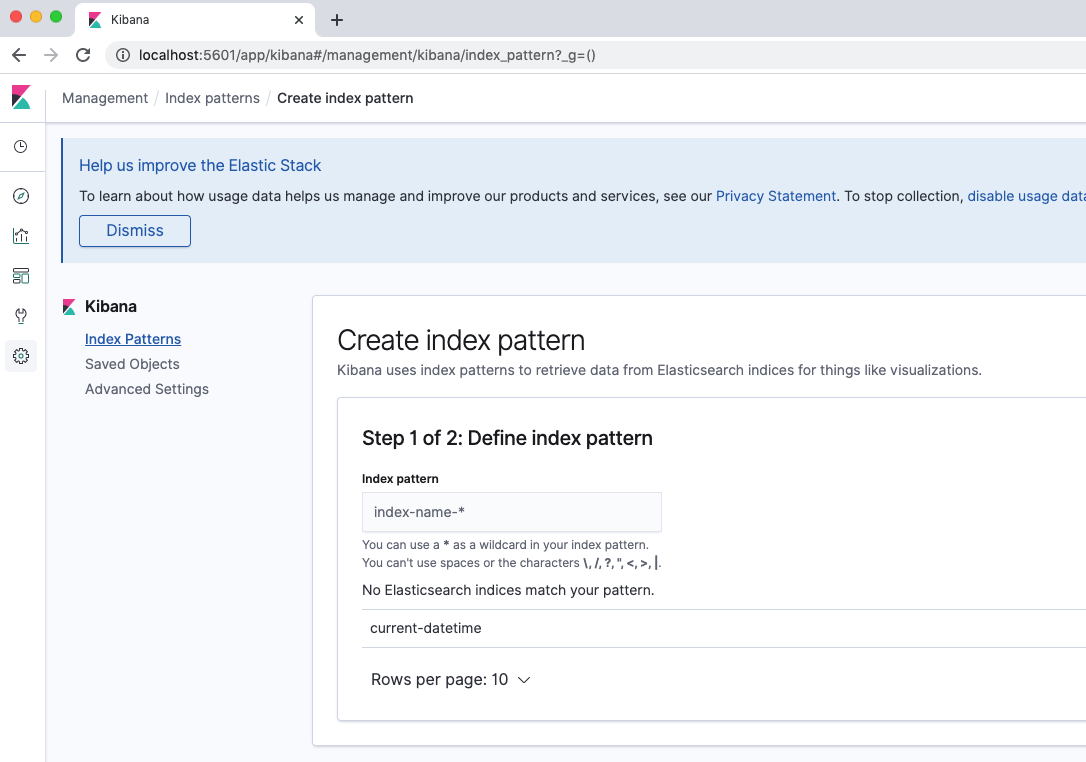 Kibana
localhost:5601/app/kibana#/management/kibana/index_pattern?_g=()
Management / Index patterns / Create index pattern
Help us improve the Elastic Stack
To learn about how usage data helps us manage and improve our products and services, see our Privacy Statement. To stop collection, disable usage data
Dismiss
Kibana
Index Patterns
Saved Objects
Advanced Settings
Create index pattern
Kibana uses index patterns to retrieve data from Elasticsearch indices for things like visualizations.
Step 1 of 2: Define index pattern
Index pattern
index-name-*
You can use a * as a wildcard in your index pattern.
You can't use spaces or the characters \, /, ?, ", <, >, |.
No Elasticsearch indices match your pattern.
current-datetime
Rows per page: 10